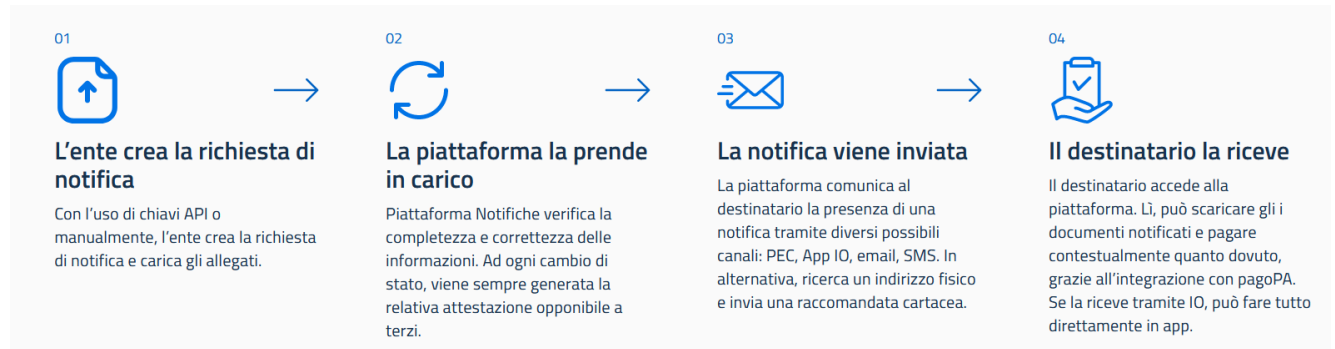 01
L'ente crea la richiesta di
notifica
Con l'uso di chiavi API o
manualmente, l'ente crea la richiesta
di notifica e carica gli allegati.
02
La piattaforma la prende
in carico
Piattaforma Notifiche verifica la
completezza e correttezza delle
informazioni. Ad ogni cambio di
stato, viene sempre generata la
relativa attestazione opponibile a
terzi.
03
La notifica viene inviata
La piattaforma comunica al
destinatario la presenza di una
notifica tramite diversi possibili
canali: PEC, App IO, email, SMS. In
alternativa, ricerca un indirizzo fisico
e invia una raccomandata cartacea.
04
Il destinatario la riceve
Il destinatario accede alla
piattaforma. Lì, può scaricare gli i
documenti notificati e pagare
contestualmente quanto dovuto,
grazie all'integrazione con pagoPA.
Se la riceve tramite IO, può fare tutto
direttamente in app.